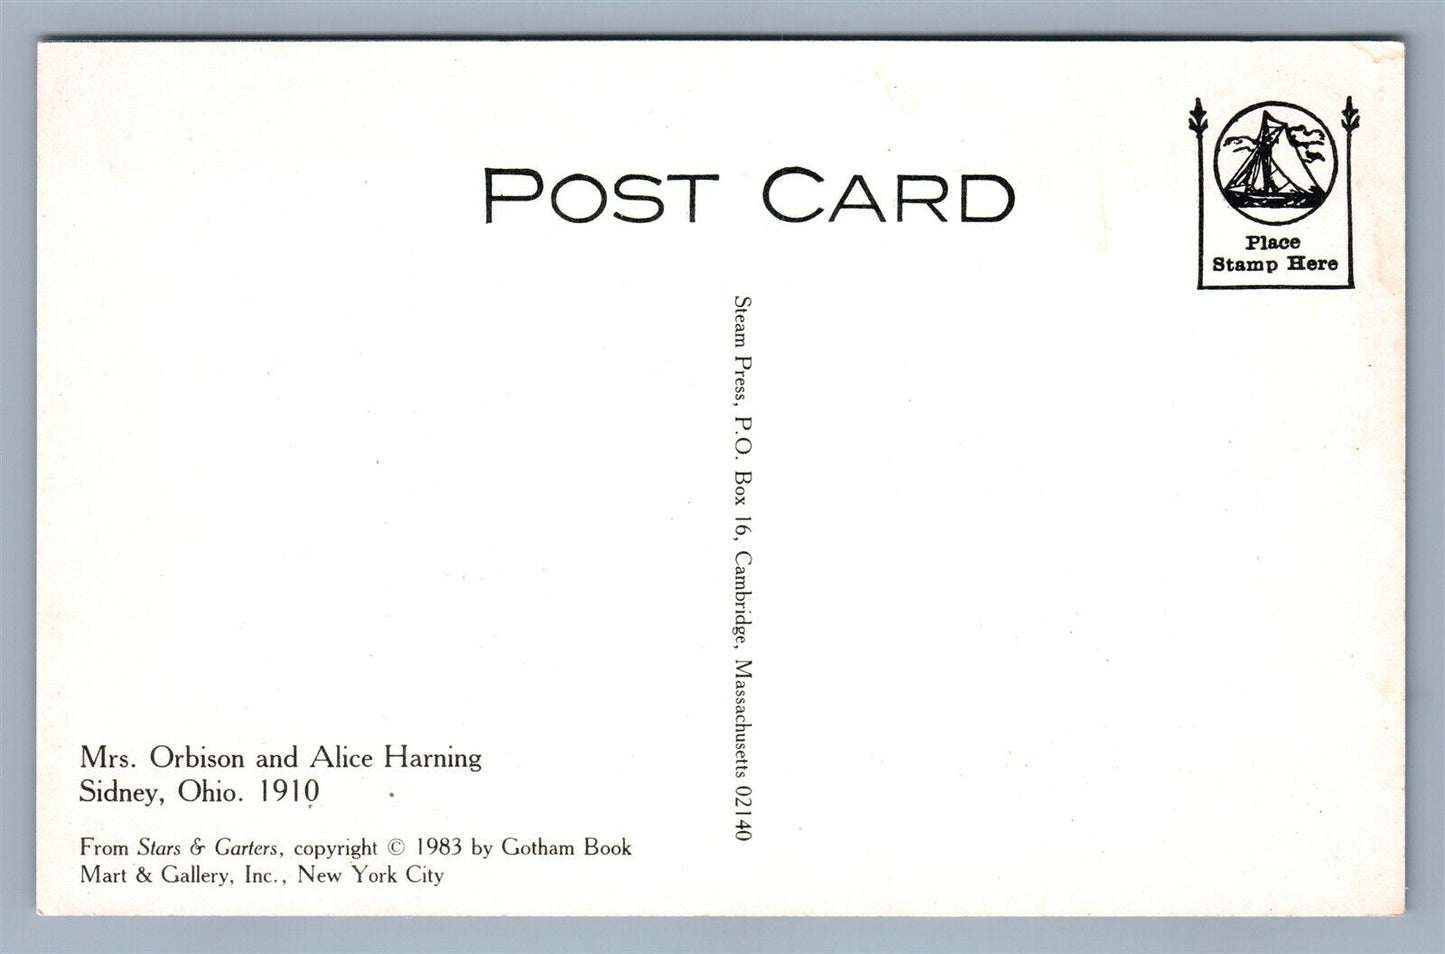 POST CARD
Place
Stamp Here
Steam Press, P.O. Box 16, Cambridge, Massachusetts 02140
Mrs. Orbison and Alice Harning
Sidney, Ohio. 1910
From Stars & Garters, copyright © 1983 by Gotham Book
Mart & Gallery, Inc., New York City